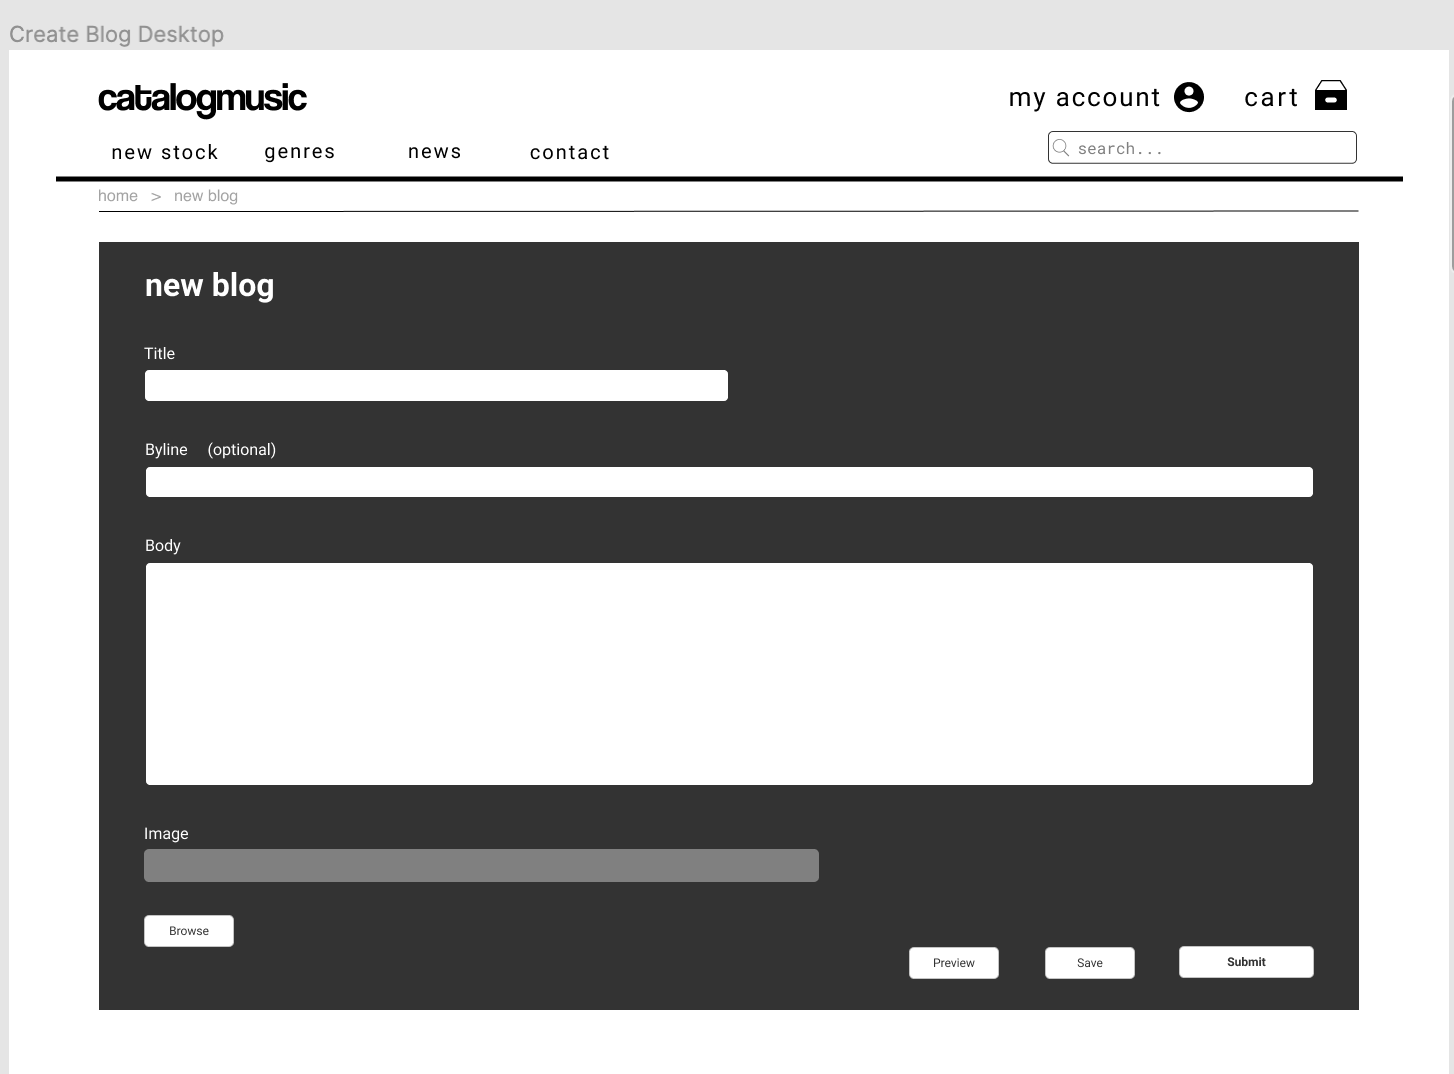 Create Blog Desktop
catalogmusic
my account
cart
new stock
genres
news
contact
search...
home > new blog
new blog
Title
Byline (optional)
Body
Image
Browse
Preview
Save
Submit